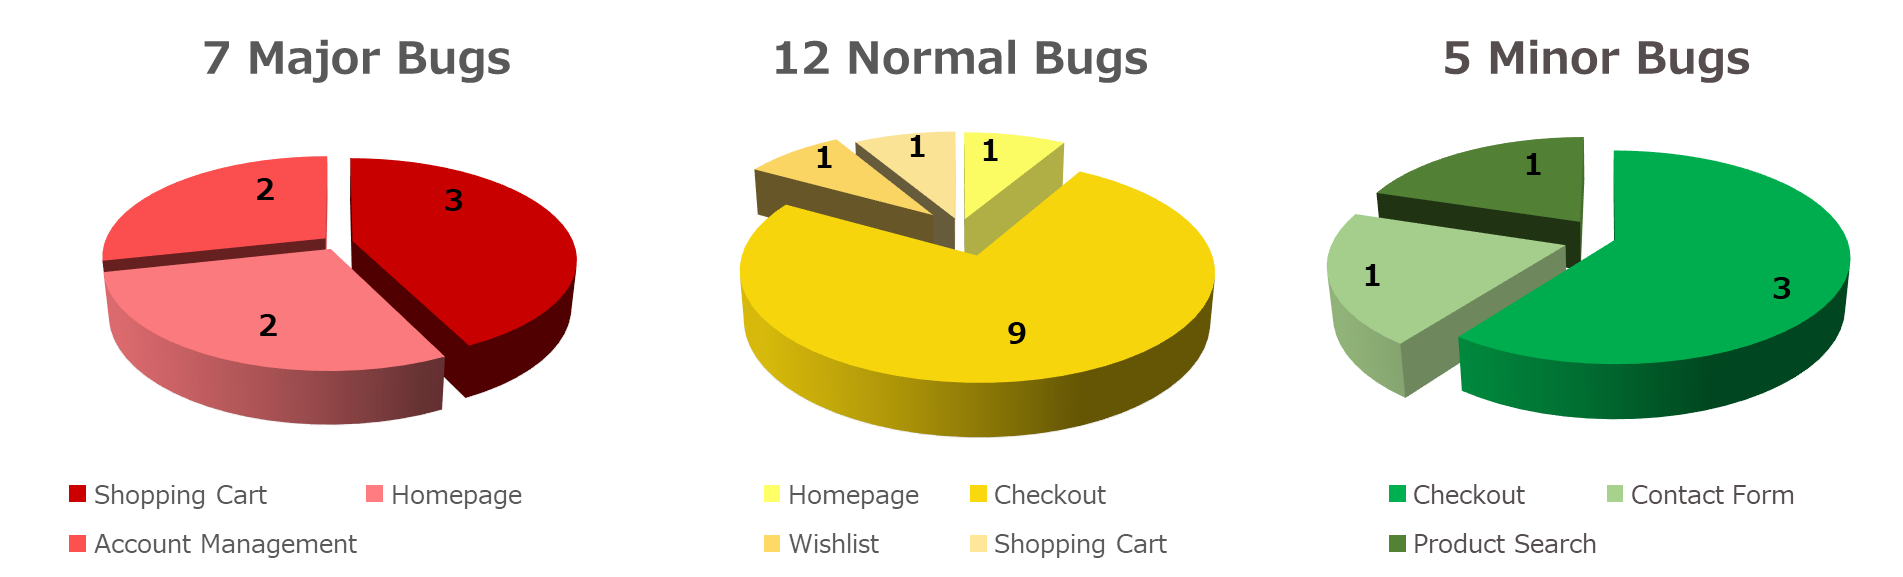 7 Major Bugs
2
3
2
Shopping Cart
Homepage
Account Management
12 Normal Bugs
1
1
1
9
Homepage
Checkout
Wishlist
Shopping Cart
5 Minor Bugs
1
1
3
Checkout
Contact Form
Product Search